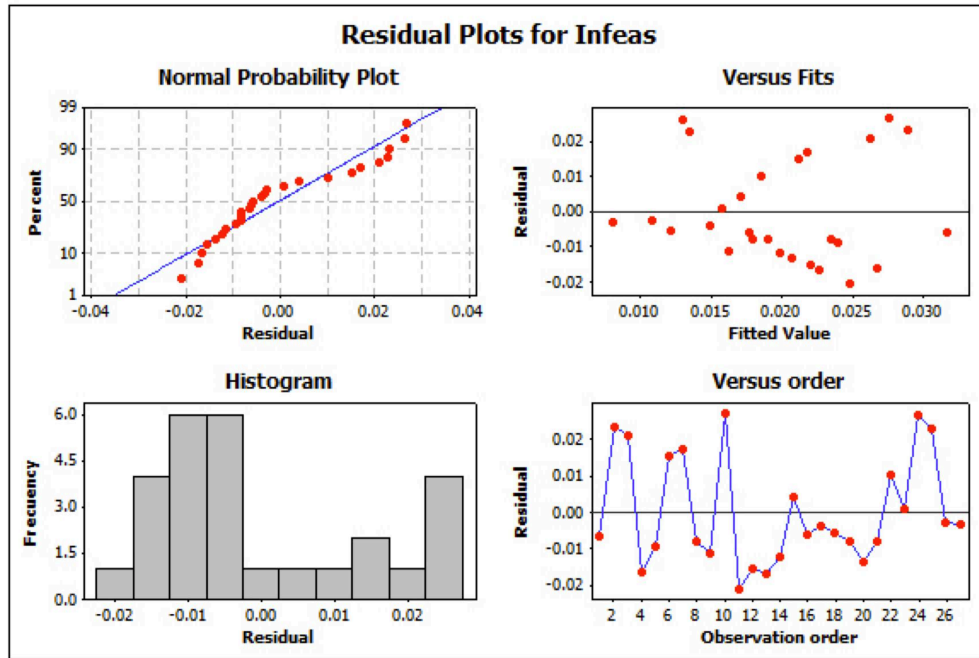 Residual Plots for Infeas
Normal Probability Plot
99
90
50
10
1
Percent
-0.04 -0.02 0.00 0.02 0.04
Residual
Versus Fits
0.02
0.01
0.00
-0.01
-0.02
Residual
0.010 0.015 0.020 0.025 0.030
Fitted Value
Histogram
6.0
4.5
3.0
1.5
0.0
Frecuency
-0.02 -0.01 0.00 0.01 0.02
Residual
Versus order
0.02
0.01
0.00
-0.01
-0.02
Residual
2 4 6 8 10 12 14 16 18 20 22 24 26
Observation order